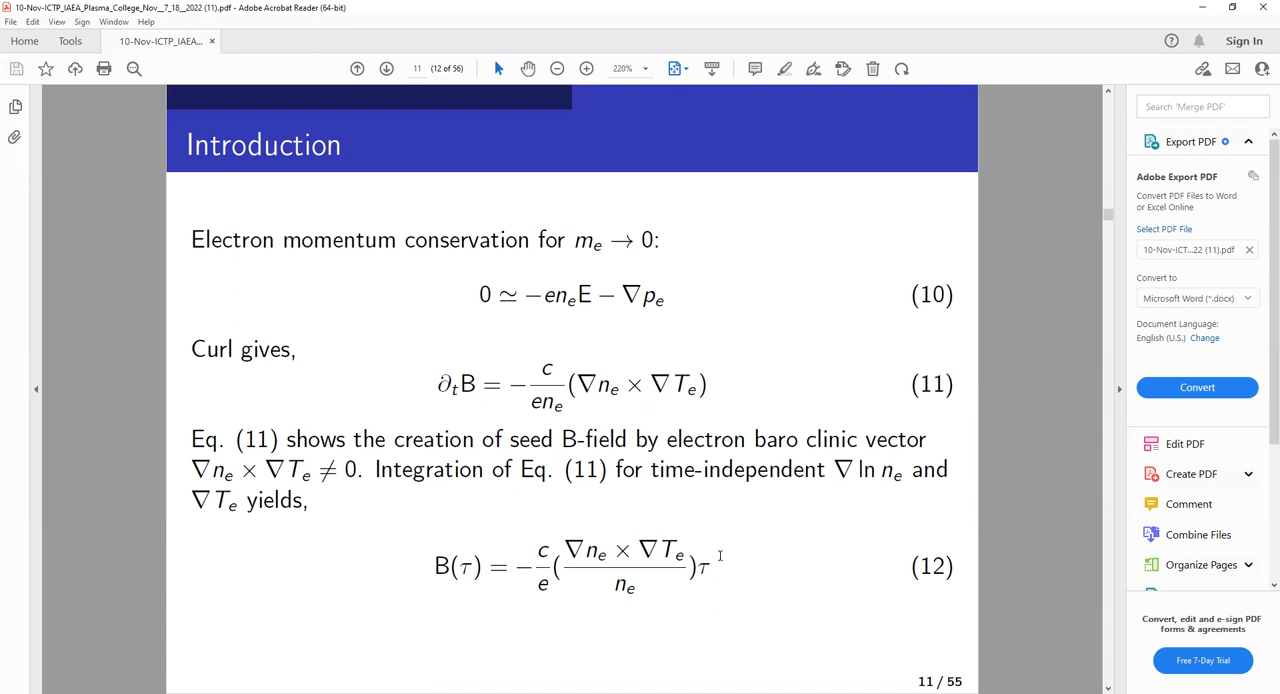 10-Nov-ICTP_IAEA_Plasma_College_Nov__7_18__2022 (11).pdf - Adobe Acrobat Reader (64-bit)
File Edit View Sign Window Help
Home Tools 10-Nov-ICTP_IAEA... × Sign In
11 (12 of 56) 220%
Introduction
Electron momentum conservation for mₑ → 0:
0 ≃ −enₑE − ∇pₑ (10)
Curl gives,
∂ₜB = − c/enₑ (∇nₑ × ∇Tₑ) (11)
Eq. (11) shows the creation of seed B-field by electron baro clinic vector
∇nₑ × ∇Tₑ ≠ 0. Integration of Eq. (11) for time-independent ∇ ln nₑ and
∇Tₑ yields,
B(τ) = − c/e (∇nₑ × ∇Tₑ / nₑ)τ (12)
11 / 55
Search 'Merge PDF'
Export PDF
Adobe Export PDF
Convert PDF Files to Word
or Excel Online
Select PDF File
10-Nov-ICT...22 (11).pdf
Convert to
Microsoft Word (*.docx)
Document Language:
English (U.S.) Change
Convert
Edit PDF
Create PDF
Comment
Combine Files
Organize Pages
Convert, edit and e-sign PDF
forms & agreements
Free 7-Day Trial